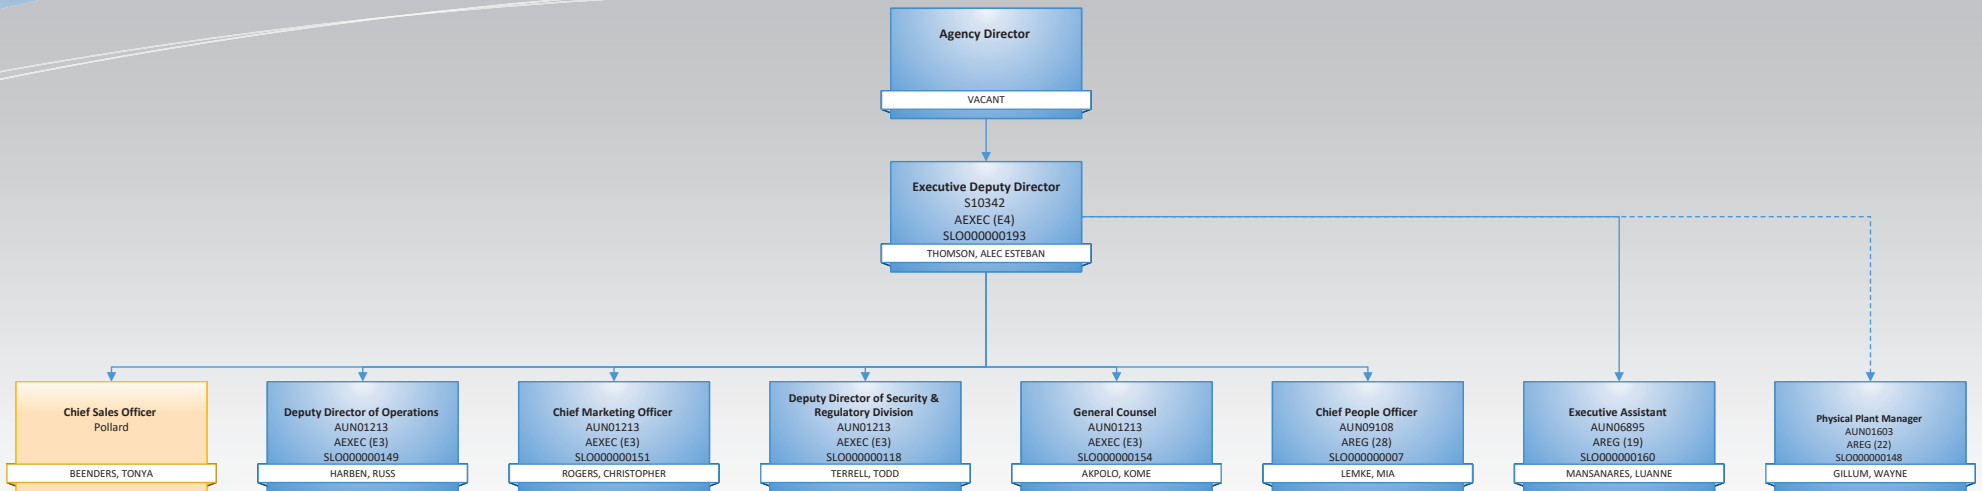 Agency Director
VACANT
Executive Deputy Director
S10342
AEXEC (E4)
SLO000000193
THOMSON, ALEC ESTEBAN
Chief Sales Officer
Pollard
BEENDERS, TONYA
Deputy Director of Operations
AUN01213
AEXEC (E3)
SLO000000149
HARBEN, RUSS
Chief Marketing Officer
AUN01213
AEXEC (E3)
SLO000000151
ROGERS, CHRISTOPHER
Deputy Director of Security &
Regulatory Division
AUN01213
AEXEC (E3)
SLO000000118
TERRELL, TODD
General Counsel
AUN01213
AEXEC (E3)
SLO000000154
AKPOLO, KOME
Chief People Officer
AUN09108
AREG (28)
SLO000000007
LEMKE, MIA
Executive Assistant
AUN06895
AREG (19)
SLO000000160
MANSANARES, LUANNE
Physical Plant Manager
AUN01603
AREG (22)
SLO000000148
GILLUM, WAYNE